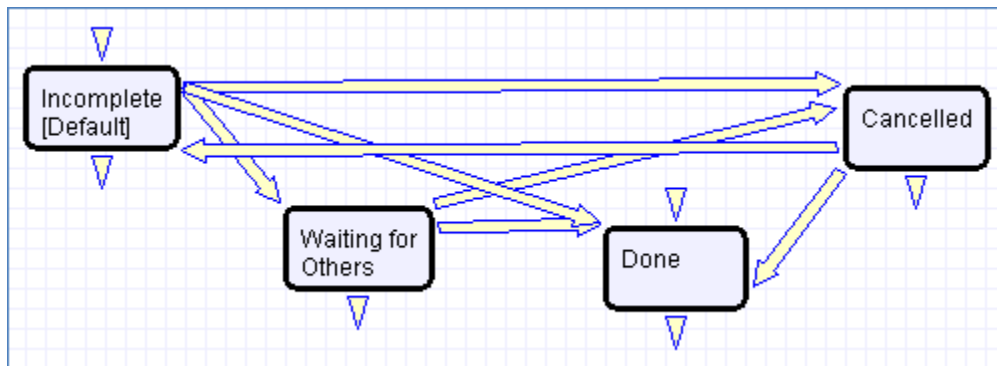 Incomplete
[Default]
Cancelled
Waiting for
Others
Done